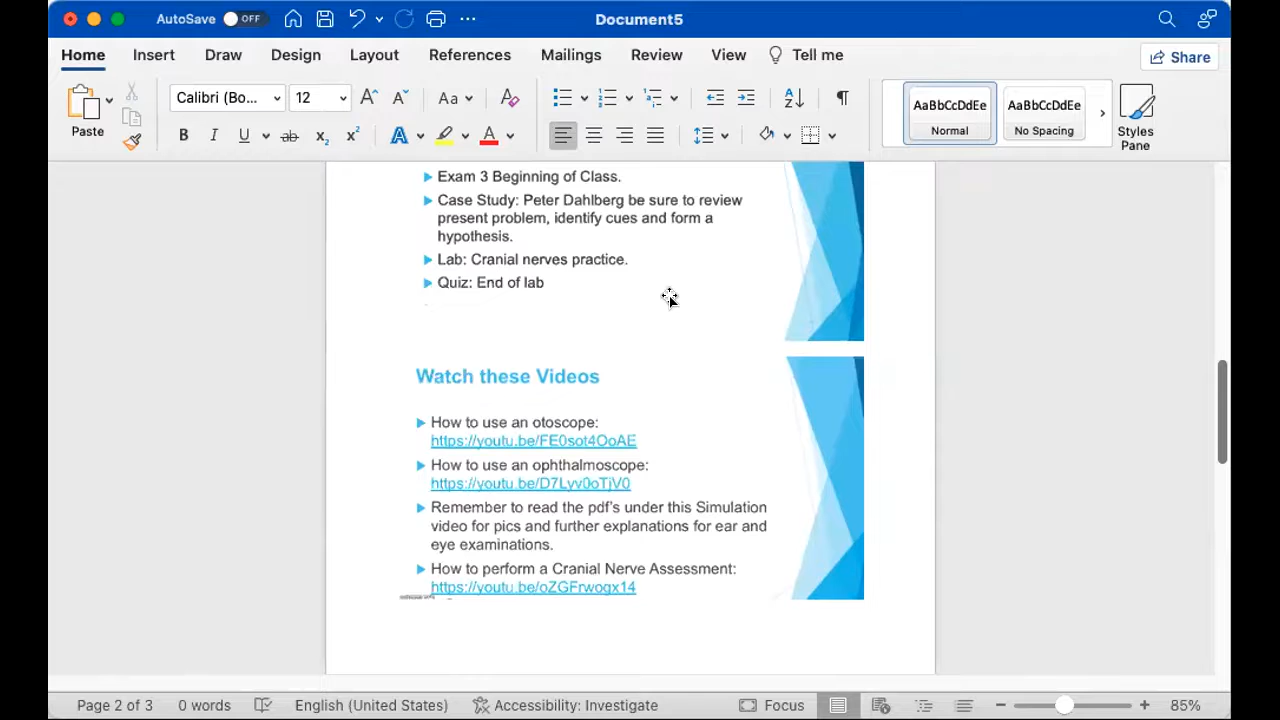 AutoSave OFF
Document5
Home Insert Draw Design Layout References Mailings Review View Tell me Share
Paste
Calibri (Bo... 12
AaBbCcDdEe
Normal
AaBbCcDdEe
No Spacing
Styles
Pane
Exam 3 Beginning of Class.
Case Study: Peter Dahlberg be sure to review
present problem, identify cues and form a
hypothesis.
Lab: Cranial nerves practice.
Quiz: End of lab
Watch these Videos
How to use an otoscope:
https://youtu.be/FE0sot4OoAE
How to use an ophthalmoscope:
https://youtu.be/D7Lyv0oTjV0
Remember to read the pdf's under this Simulation
video for pics and further explanations for ear and
eye examinations.
How to perform a Cranial Nerve Assessment:
https://youtu.be/oZGFrwogx14
Page 2 of 3 0 words English (United States) Accessibility: Investigate Focus 85%